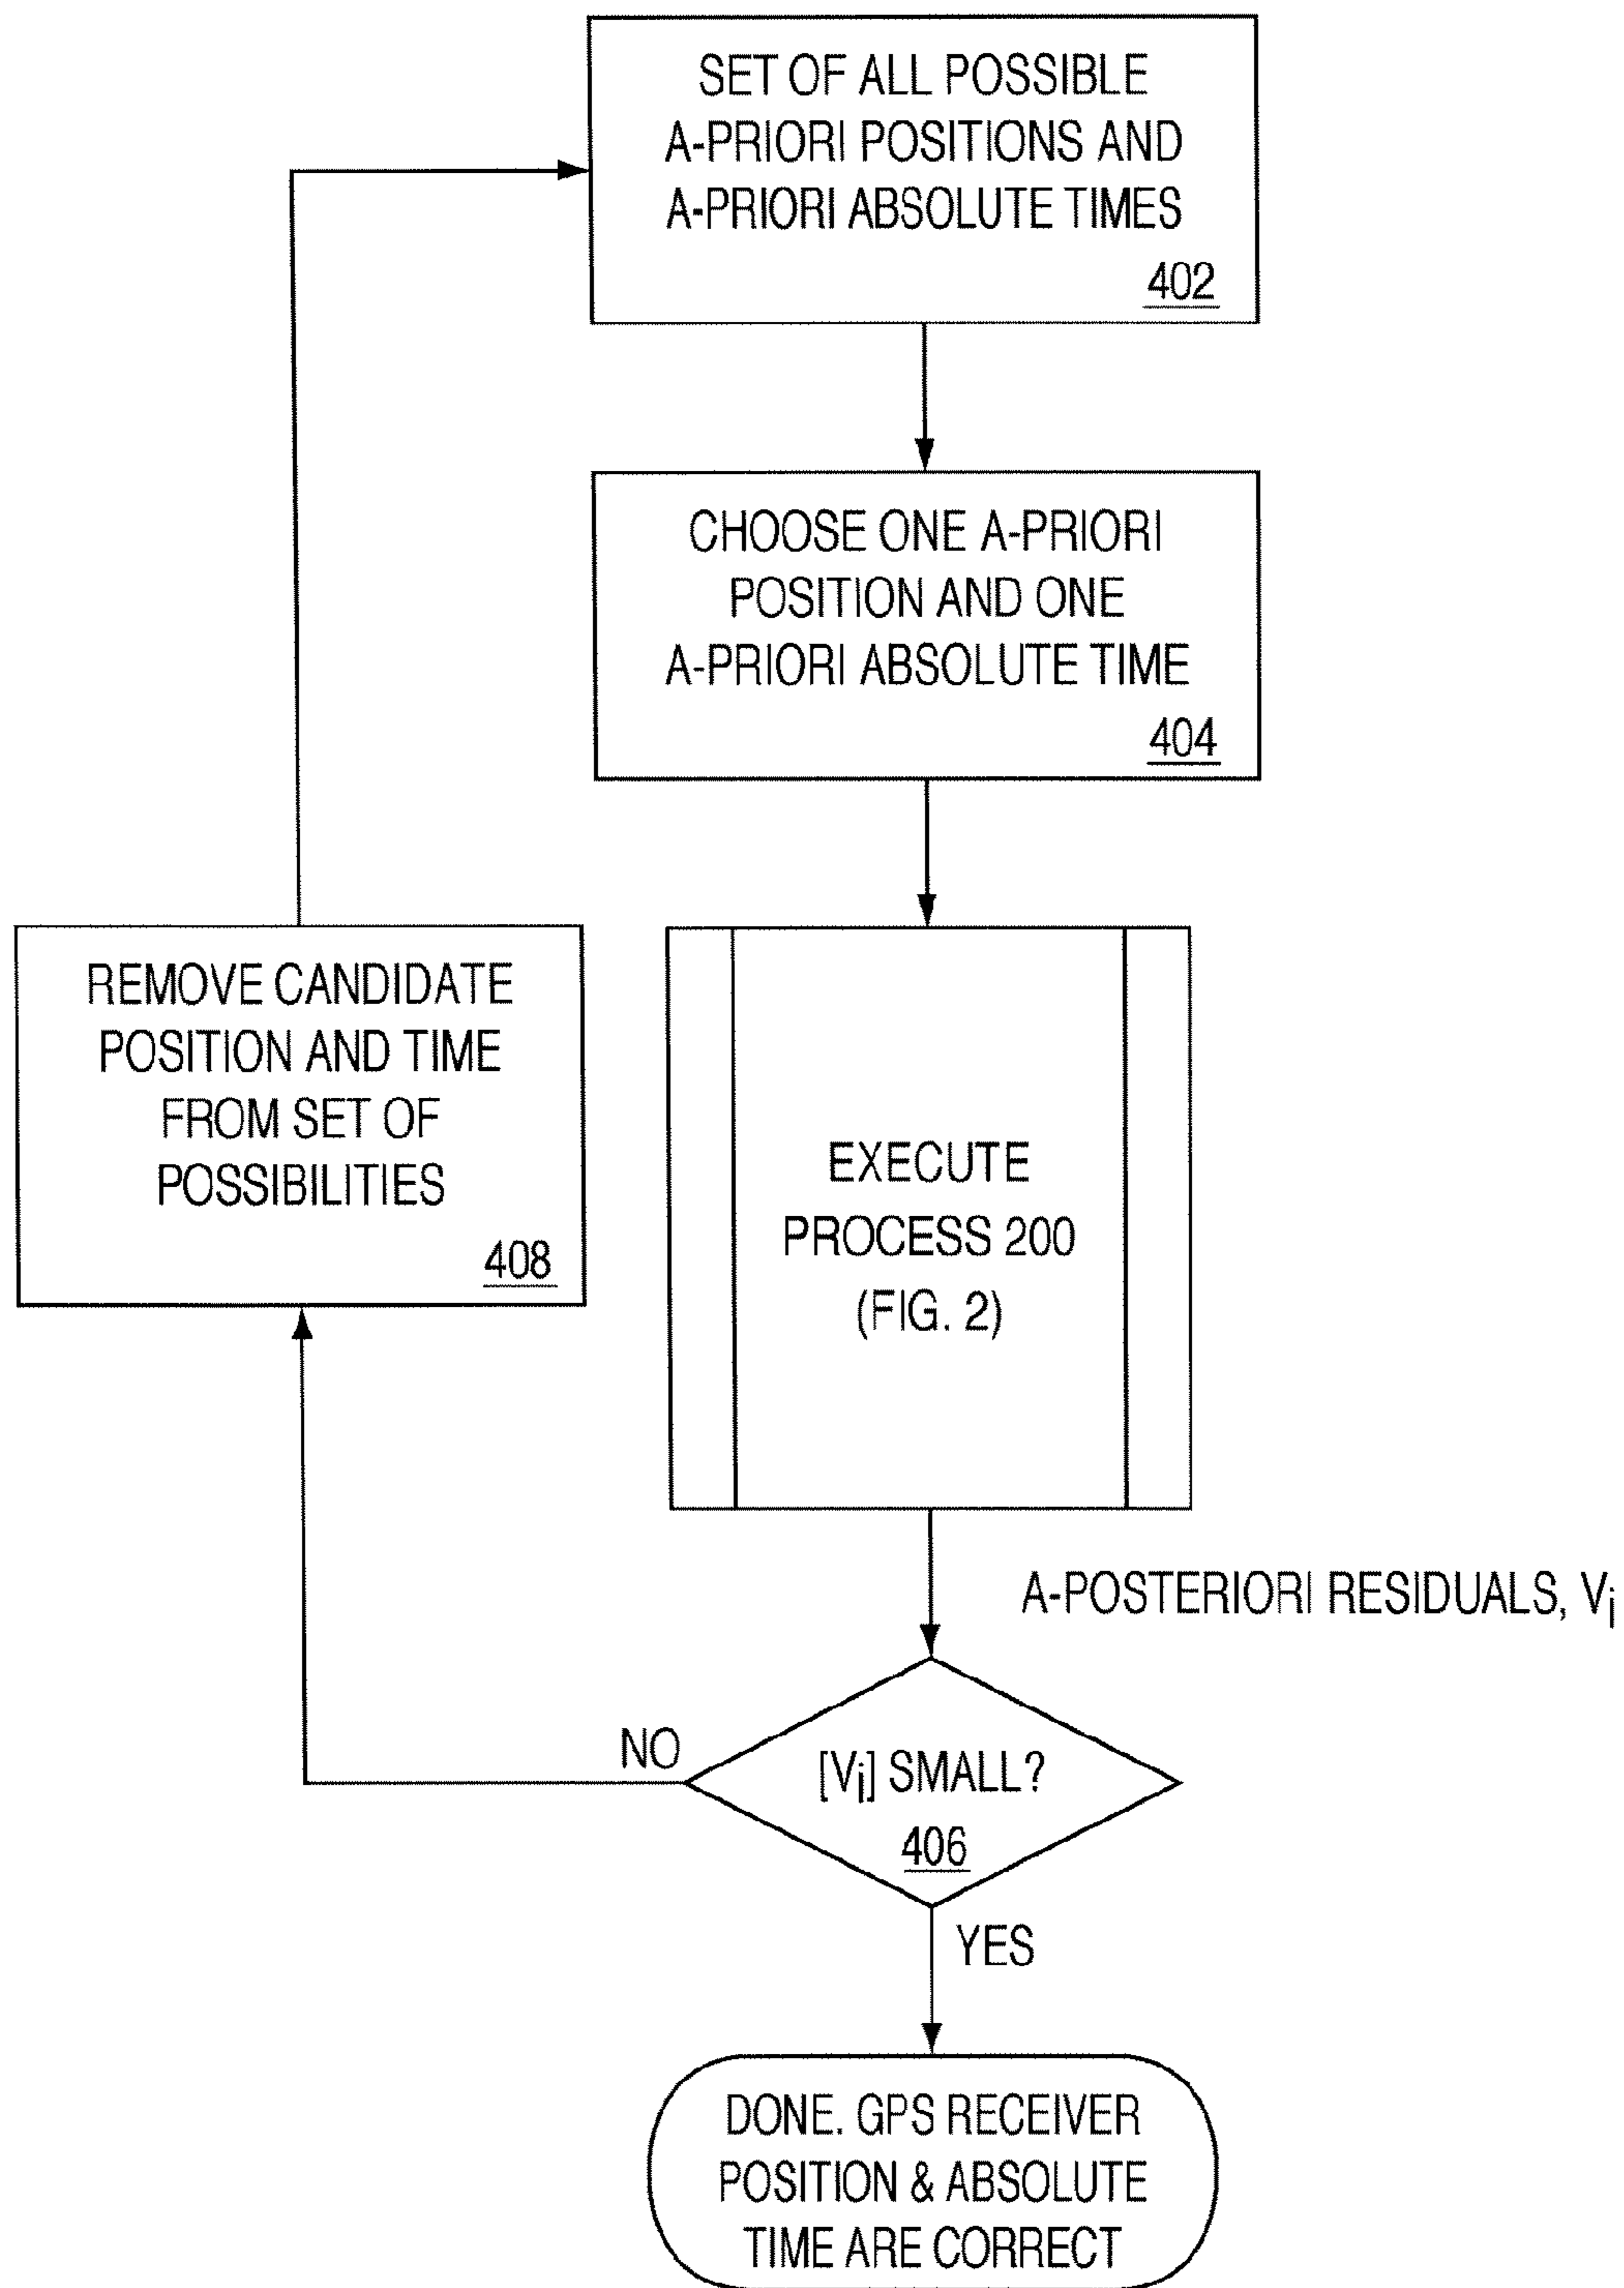 SET OF ALL POSSIBLE
A-PRIORI POSITIONS AND
A-PRIORI ABSOLUTE TIMES
402
CHOOSE ONE A-PRIORI
POSITION AND ONE
A-PRIORI ABSOLUTE TIME
404
REMOVE CANDIDATE
POSITION AND TIME
FROM SET OF
POSSIBILITIES
408
EXECUTE
PROCESS 200
(FIG. 2)
A-POSTERIORI RESIDUALS, Vi
NO
[Vi] SMALL?
406
YES
DONE. GPS RECEIVER
POSITION & ABSOLUTE
TIME ARE CORRECT